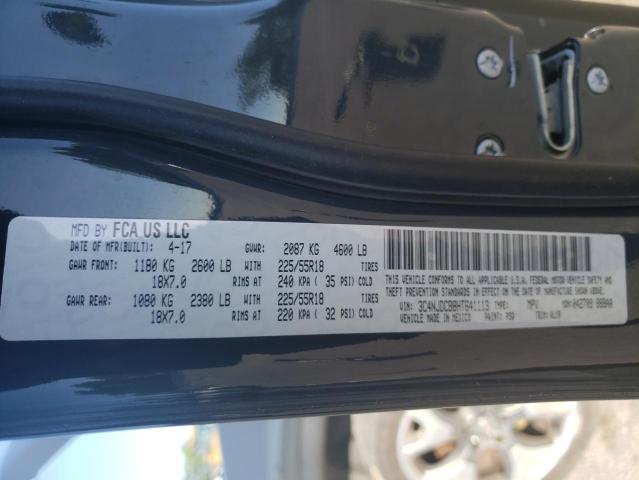 MFD BY FCA US LLC
DATE OF MFR(BUILT): 4-17 GVWR: 2087 KG 4600 LB
GAWR FRONT: 1180 KG 2600 LB WITH 225/55R18 TIRES
18X7.0 RIMS AT 240 KPA ( 35 PSI) COLD
GAWR REAR: 1080 KG 2380 LB WITH 225/55R18 TIRES
18X7.0 RIMS AT 220 KPA ( 32 PSI) COLD
THIS VEHICLE CONFORMS TO ALL APPLICABLE U.S.A. FEDERAL MOTOR VEHICLE SAFETY AND
THEFT PREVENTION STANDARDS IN EFFECT ON THE DATE OF MANUFACTURE SHOWN ABOVE.
VIN: TYPE: MPV MDH: 042709
VEHICLE MADE IN MEXICO PAINT: TRIM: